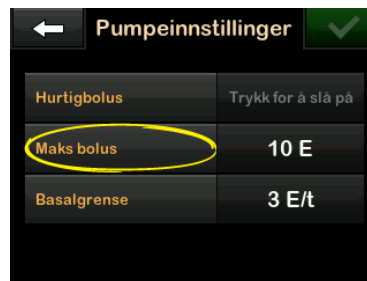 Pumpeinnstillinger
Hurtigbolus Trykk for å slå på
Maks bolus 10 E
Basalgrense 3 E/t